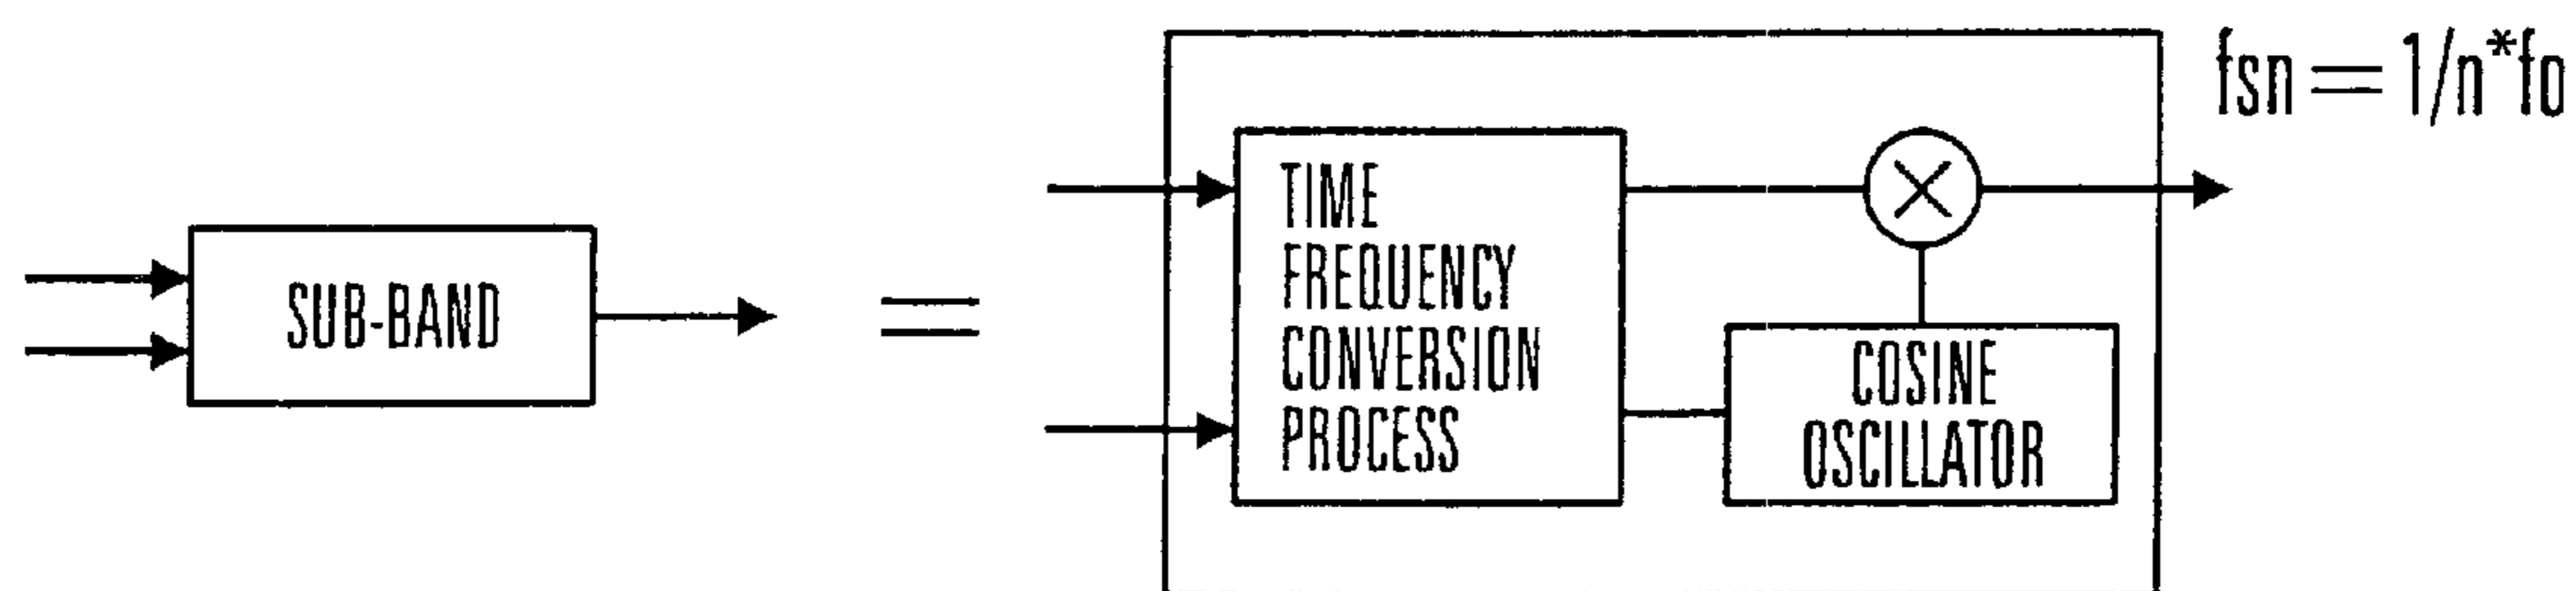 fsn = 1/n*fo
SUB-BAND
=
TIME
FREQUENCY
CONVERSION
PROCESS
COSINE
OSCILLATOR